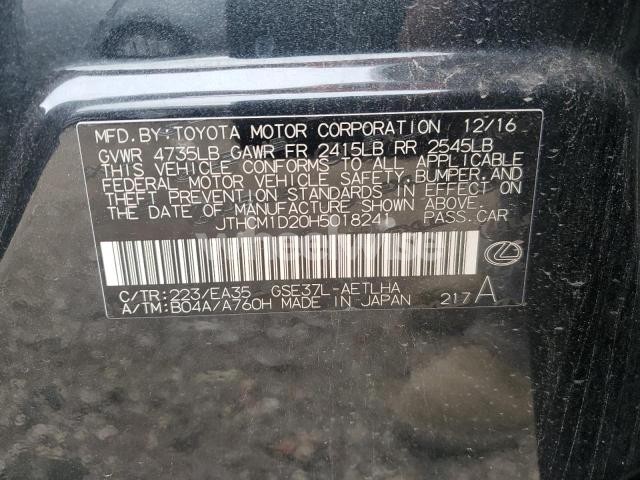 MFD. BY: TOYOTA MOTOR CORPORATION 12/16
GVWR 4735LB GAWR FR 2415LB RR 2545LB
THIS VEHICLE CONFORMS TO ALL APPLICABLE
FEDERAL MOTOR VEHICLE SAFETY, BUMPER, AND
THEFT PREVENTION STANDARDS IN EFFECT ON
THE DATE OF MANUFACTURE SHOWN ABOVE.
JTHCM1D20H5018241 PASS. CAR
C/TR: 223/EA35 GSE37L-AETLHA
A/TM: B04A/A760H MADE IN JAPAN 217 A